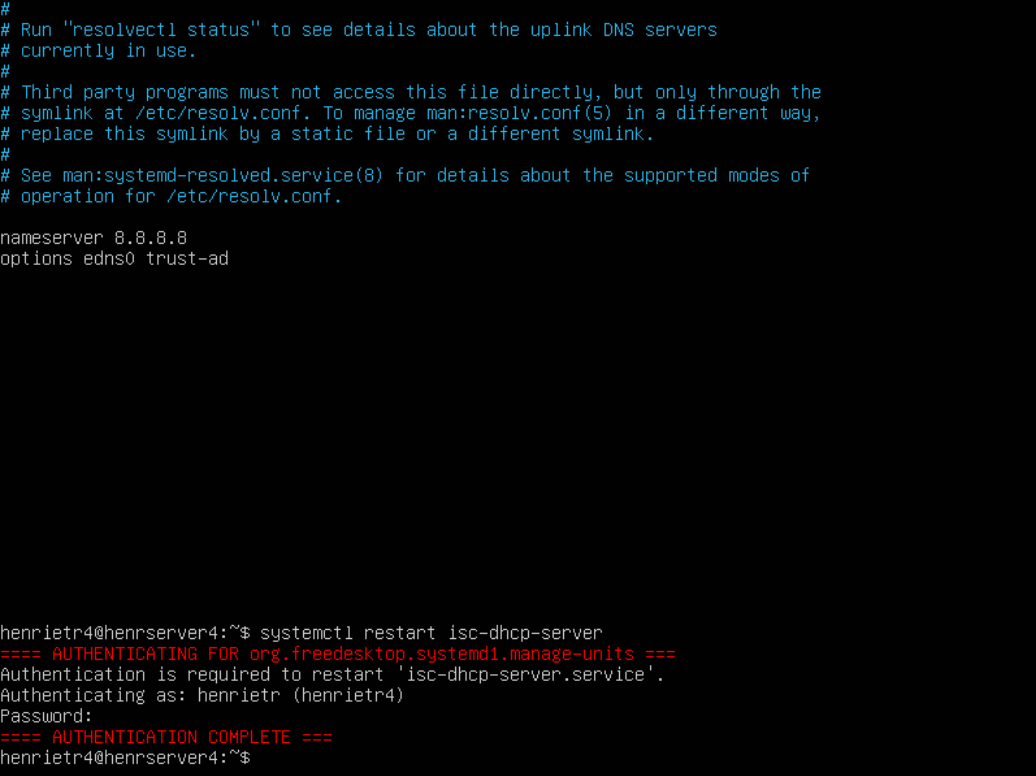 #
# Run "resolvectl status" to see details about the uplink DNS servers
# currently in use.
#
# Third party programs must not access this file directly, but only through the
# symlink at /etc/resolv.conf. To manage man:resolv.conf(5) in a different way,
# replace this symlink by a static file or a different symlink.
#
# See man:systemd-resolved.service(8) for details about the supported modes of
# operation for /etc/resolv.conf.
nameserver 8.8.8.8
options edns0 trust-ad
henrietr4@henrserver4:~$ systemctl restart isc-dhcp-server
==== AUTHENTICATING FOR org.freedesktop.systemd1.manage-units ===
Authentication is required to restart 'isc-dhcp-server.service'.
Authenticating as: henrietr (henrietr4)
Password:
==== AUTHENTICATION COMPLETE ===
henrietr4@henrserver4:~$